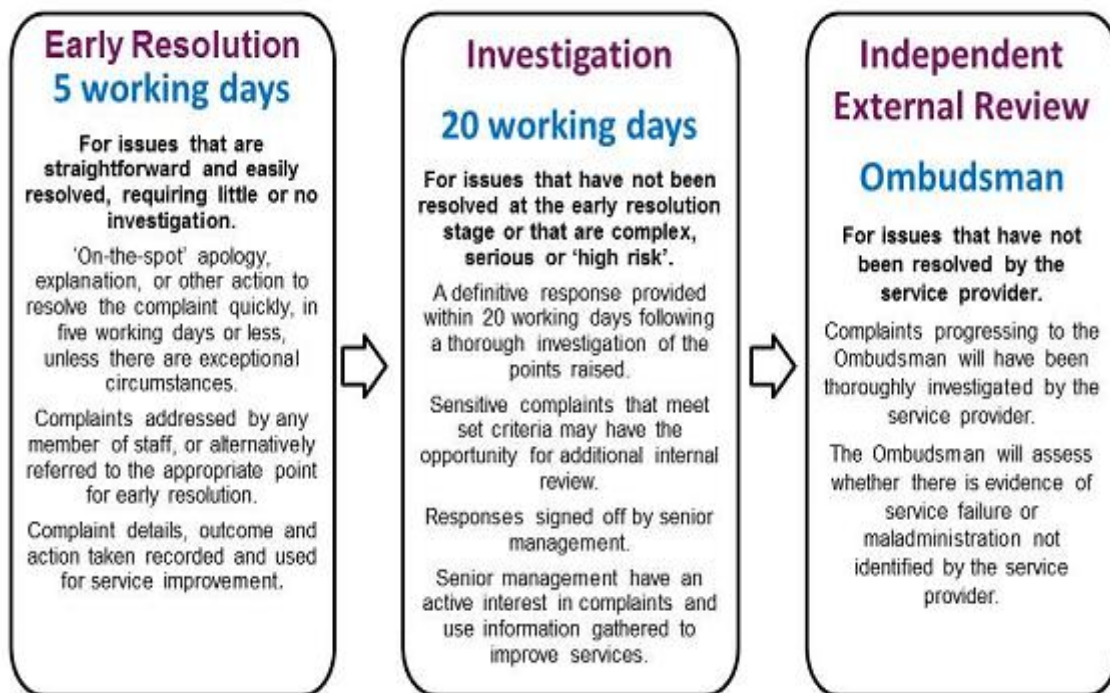 Early Resolution
5 working days
For issues that are
straightforward and easily
resolved, requiring little or no
investigation.
'On-the-spot' apology,
explanation, or other action to
resolve the complaint quickly, in
five working days or less,
unless there are exceptional
circumstances.
Complaints addressed by any
member of staff, or alternatively
referred to the appropriate point
for early resolution.
Complaint details, outcome and
action taken recorded and used
for service improvement.
Investigation
20 working days
For issues that have not been
resolved at the early resolution
stage or that are complex,
serious or 'high risk'.
A definitive response provided
within 20 working days following
a thorough investigation of the
points raised.
Sensitive complaints that meet
set criteria may have the
opportunity for additional internal
review.
Responses signed off by senior
management.
Senior management have an
active interest in complaints and
use information gathered to
improve services.
Independent
External Review
Ombudsman
For issues that have not
been resolved by the
service provider.
Complaints progressing to the
Ombudsman will have been
thoroughly investigated by the
service provider.
The Ombudsman will assess
whether there is evidence of
service failure or
maladministration not
identified by the service
provider.